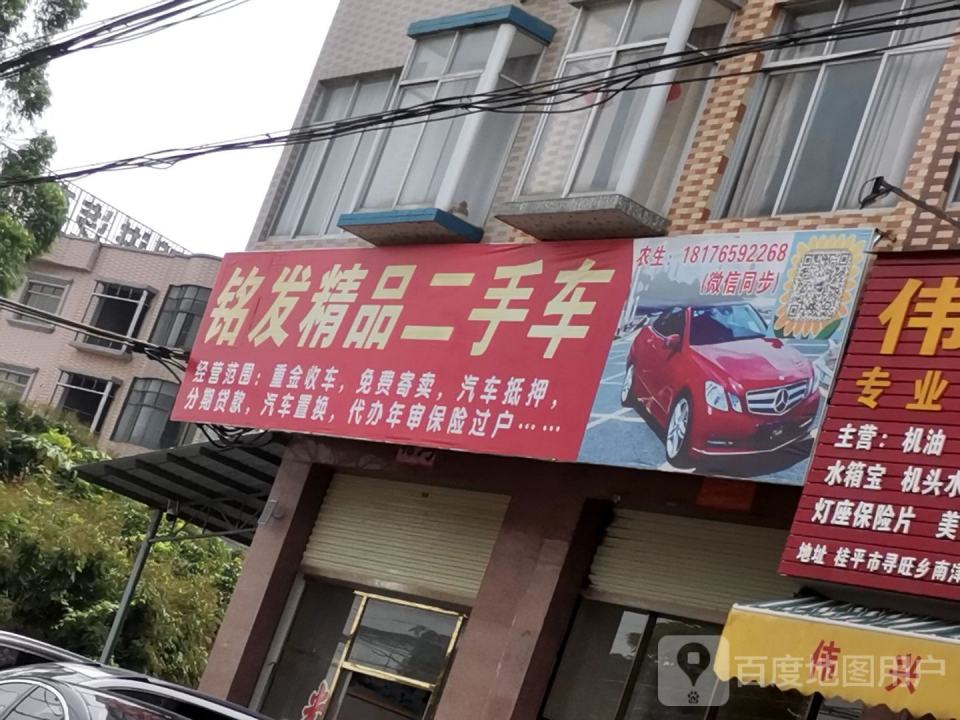 铭发精品二手车
经营范围：重金收车，免费寄卖，汽车抵押，
分期贷款，汽车置换，代办年审保险过户……
农生：18176592268
(微信同步)
伟
专业
主营：机油
水箱宝 机头水
灯座保险片 美
地址 桂平市寻旺乡南津
伟兴
百度地图用户